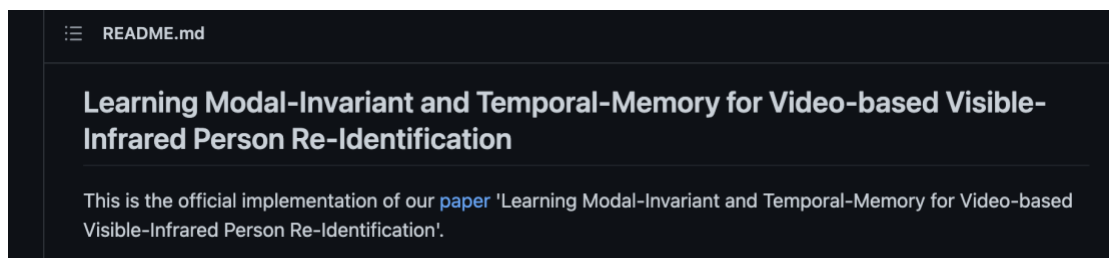 README.md
Learning Modal-Invariant and Temporal-Memory for Video-based Visible-
Infrared Person Re-Identification
This is the official implementation of our paper 'Learning Modal-Invariant and Temporal-Memory for Video-based
Visible-Infrared Person Re-Identification'.